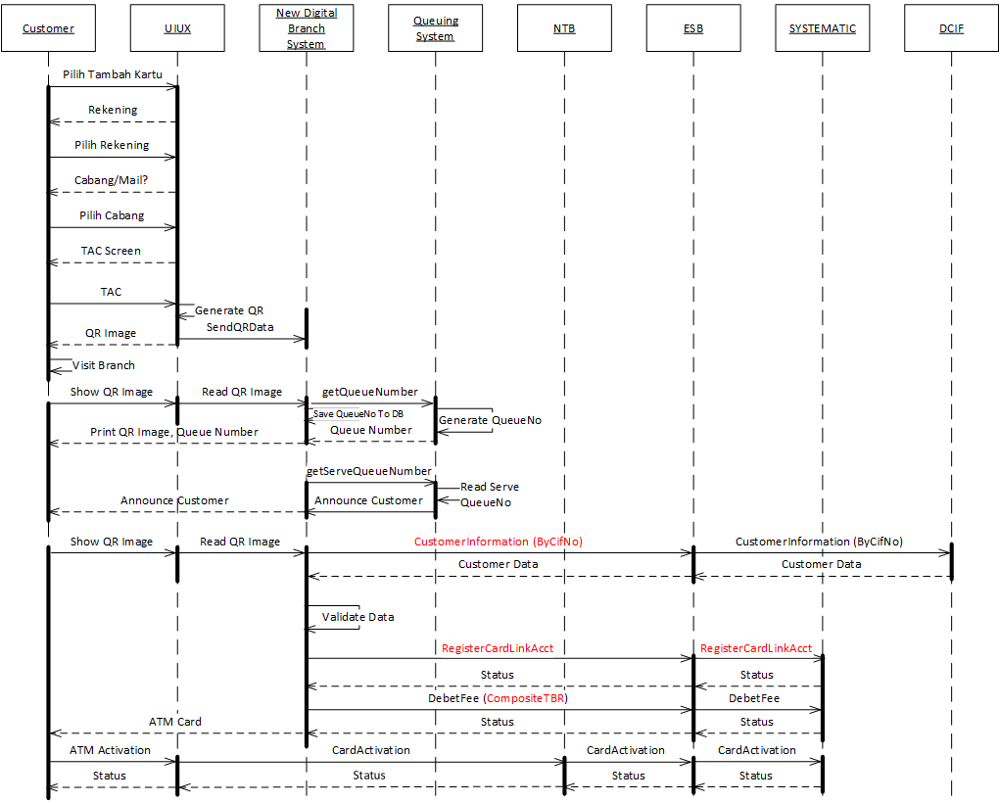 Customer
UIUX
New Digital
Branch
System
Queuing
System
NTB
ESB
SYSTEMATIC
DCIF
Pilih Tambah Kartu
Rekening
Pilih Rekening
Cabang/Mail?
Pilih Cabang
TAC Screen
TAC
Generate QR
SendQRData
QR Image
Visit Branch
Show QR Image
Read QR Image
getQueueNumber
Save QueueNo To DB
Generate QueueNo
Print QR Image, Queue Number
Queue Number
getServeQueueNumber
Read Serve
QueueNo
Announce Customer
Announce Customer
Show QR Image
Read QR Image
CustomerInformation (ByCifNo)
CustomerInformation (ByCifNo)
Customer Data
Customer Data
Validate Data
RegisterCardLinkAcct
RegisterCardLinkAcct
Status
Status
DebetFee (CompositeTBR)
DebetFee
ATM Card
Status
Status
ATM Activation
CardActivation
CardActivation
CardActivation
Status
Status
Status
Status